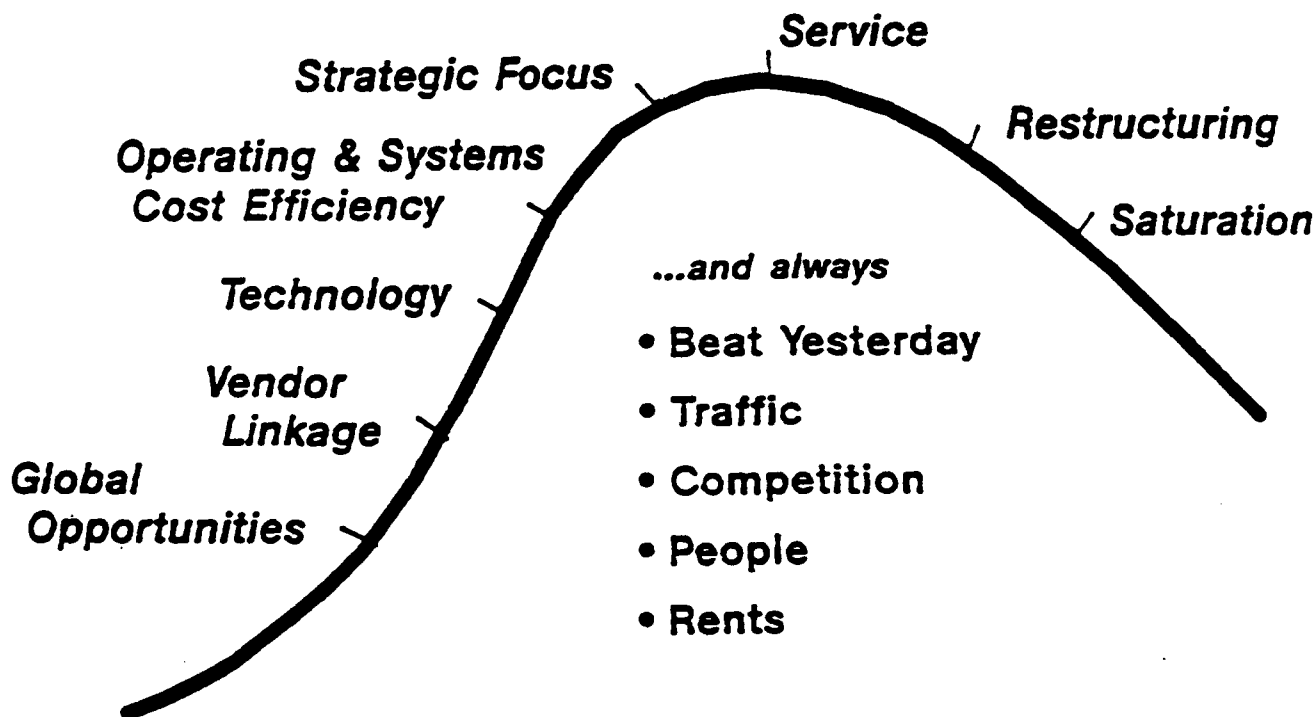 Service
Strategic Focus
Restructuring
Operating & Systems
Cost Efficiency
Saturation
...and always
Technology
• Beat Yesterday
Vendor
Linkage
• Traffic
• Competition
Global
Opportunities
• People
• Rents